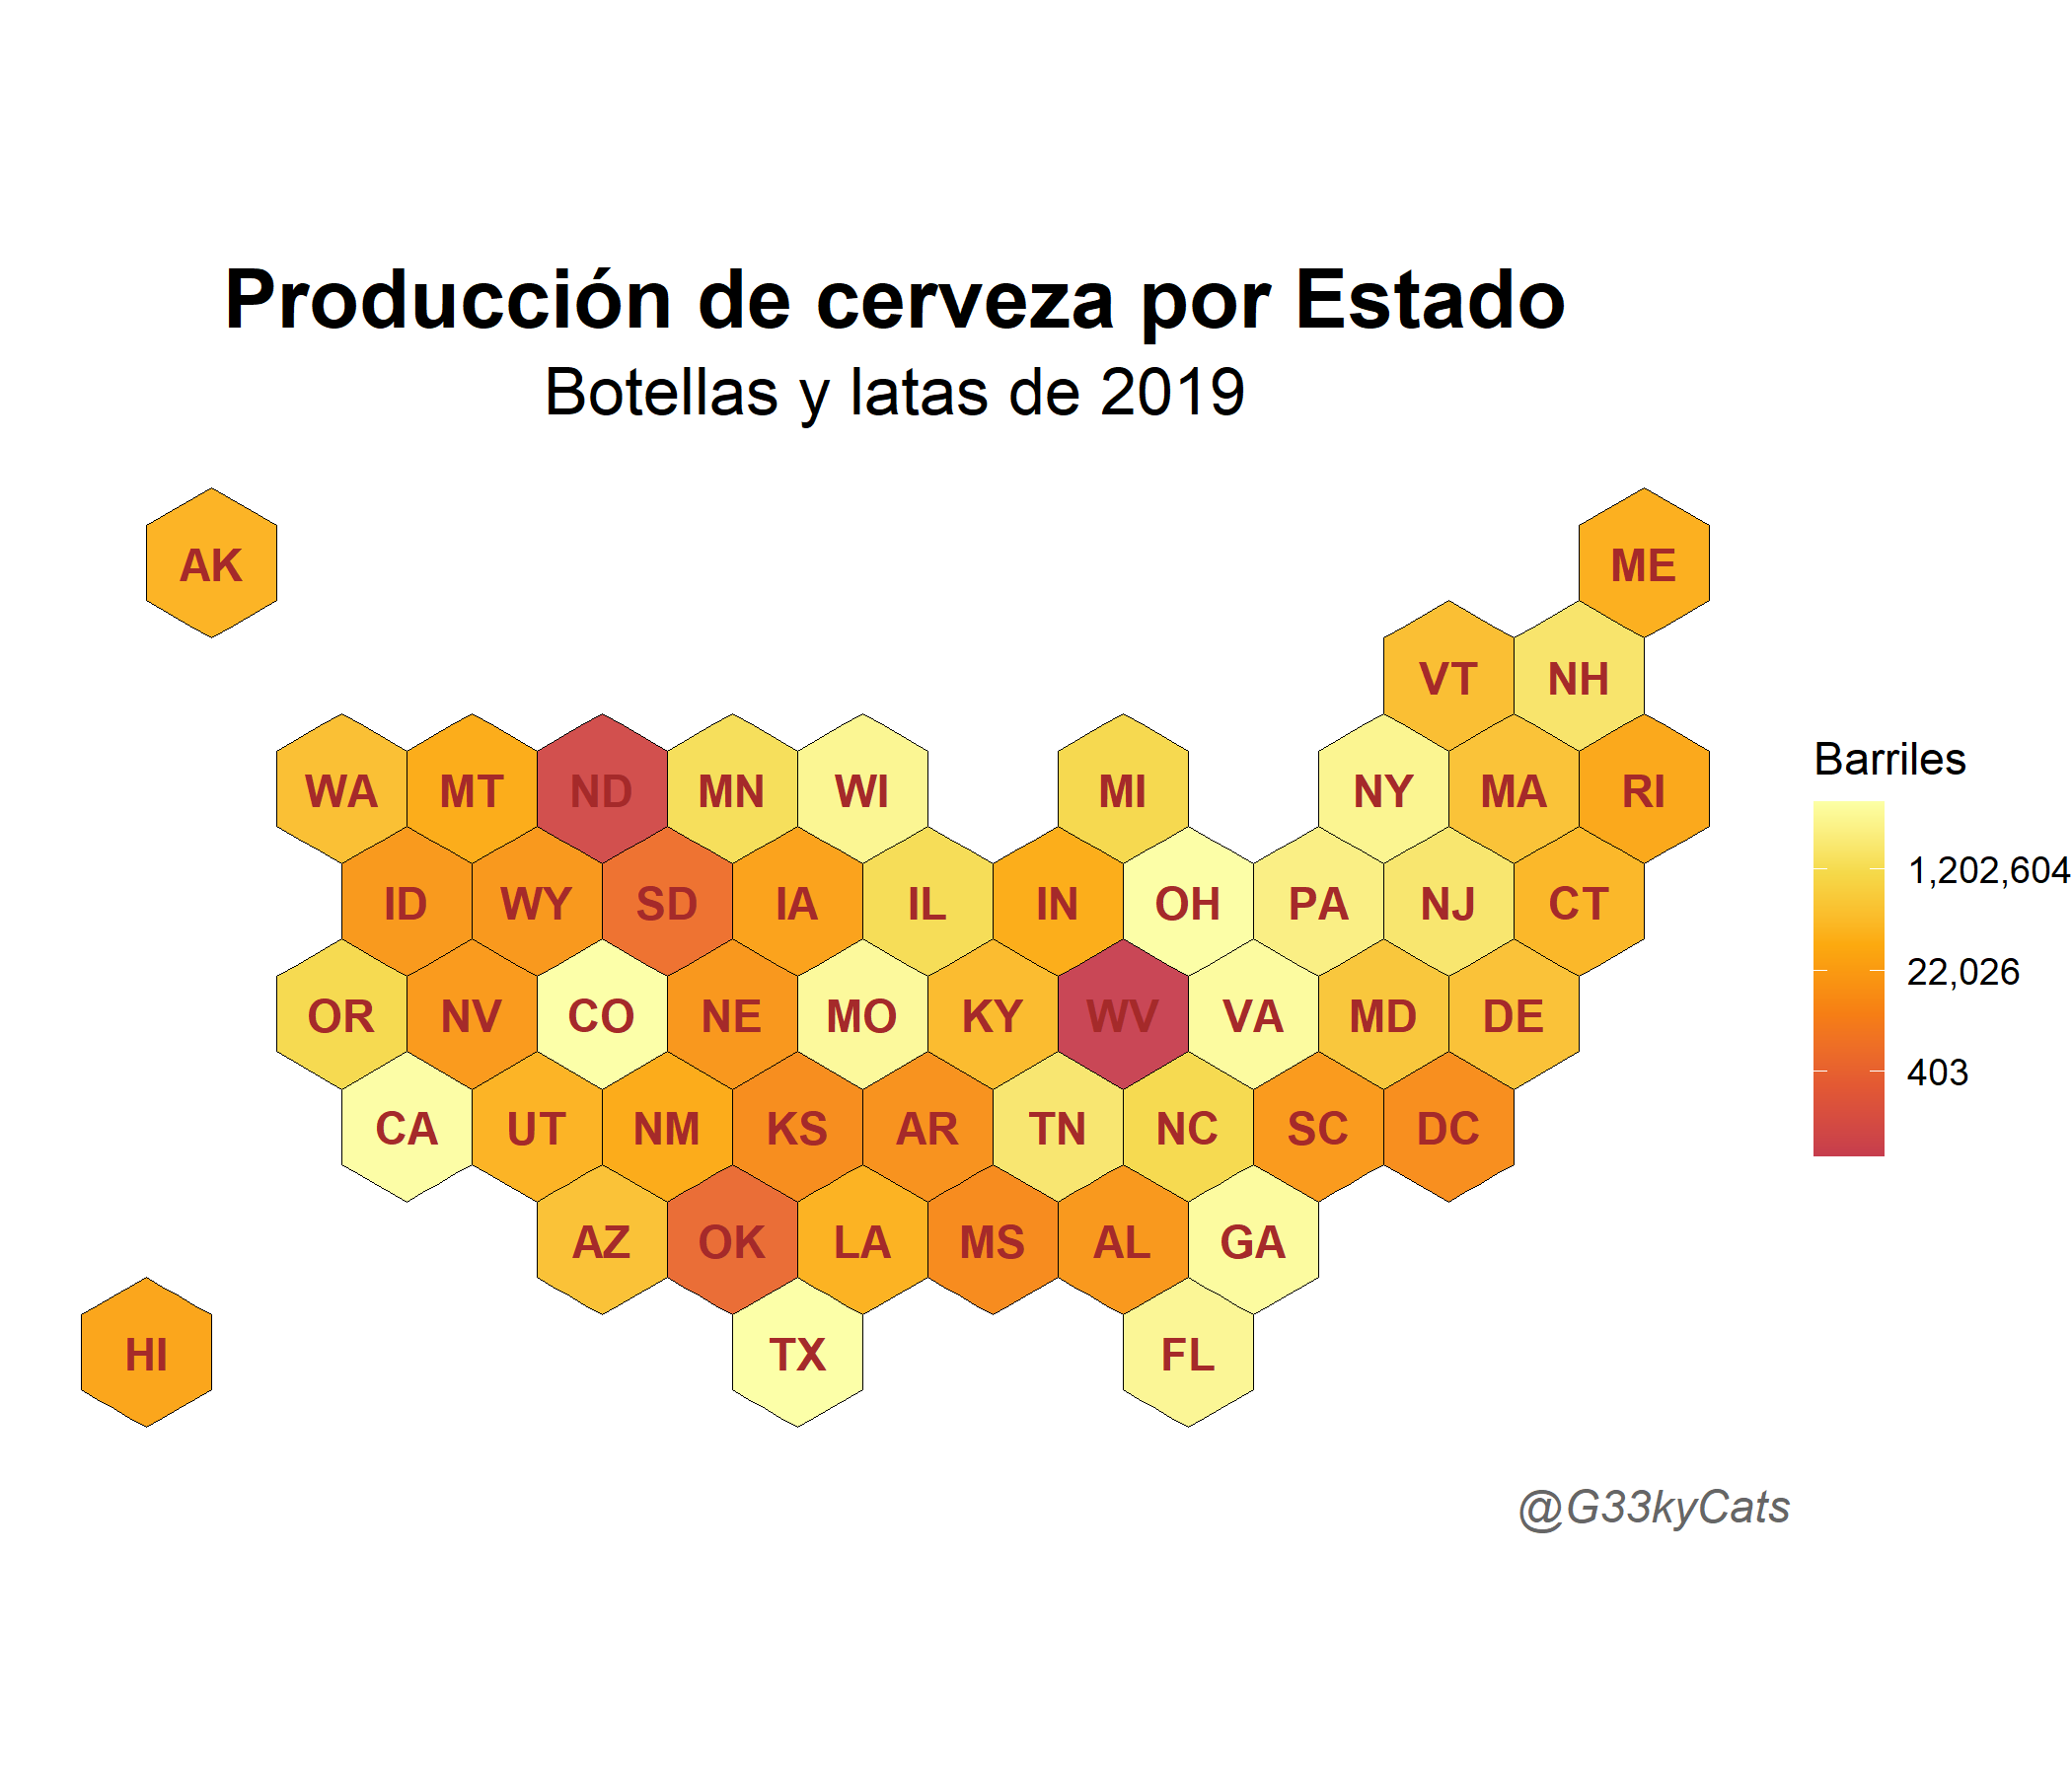 Producción de cerveza por Estado
Botellas y latas de 2019
AK
ME
VT NH
WA MT ND MN WI MI NY MA RI
ID WY SD IA IL IN OH PA NJ CT
OR NV CO NE MO KY WV VA MD DE
CA UT NM KS AR TN NC SC DC
AZ OK LA MS AL GA
HI TX FL
Barriles
1,202,604
22,026
403
@G33kyCats